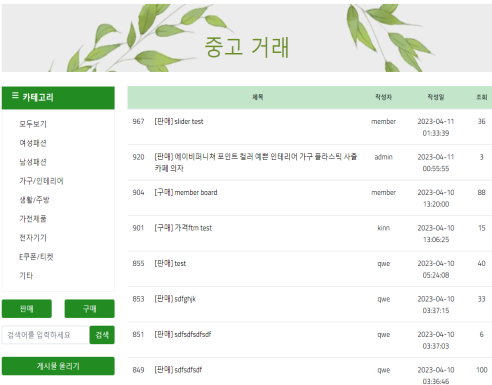 중고 거래
☰ 카테고리
모두보기
여성패션
남성패션
가구/인테리어
생활/주방
가전제품
전자기기
E쿠폰/티켓
기타
판매 구매
검색어를 입력하세요 검색
게시물 올리기
제목 작성자 작성일 조회
967 [판매] slider test member 2023-04-11 36
01:33:39
920 [판매] 에이비퍼니쳐 포인트 컬러 예쁜 인테리어 가구 플라스틱 사출 admin 2023-04-11 3
카페 의자 00:55:55
904 [구매] member board member 2023-04-10 88
13:20:00
901 [구매] 가격ftm test kinn 2023-04-10 15
13:06:25
855 [판매] test qwe 2023-04-10 40
05:24:08
853 [판매] sdfghjk qwe 2023-04-10 33
03:37:15
851 [판매] sdfsdfsdfsdf qwe 2023-04-10 6
03:37:03
849 [판매] sdfsdfsdf qwe 2023-04-10 100
03:36:46